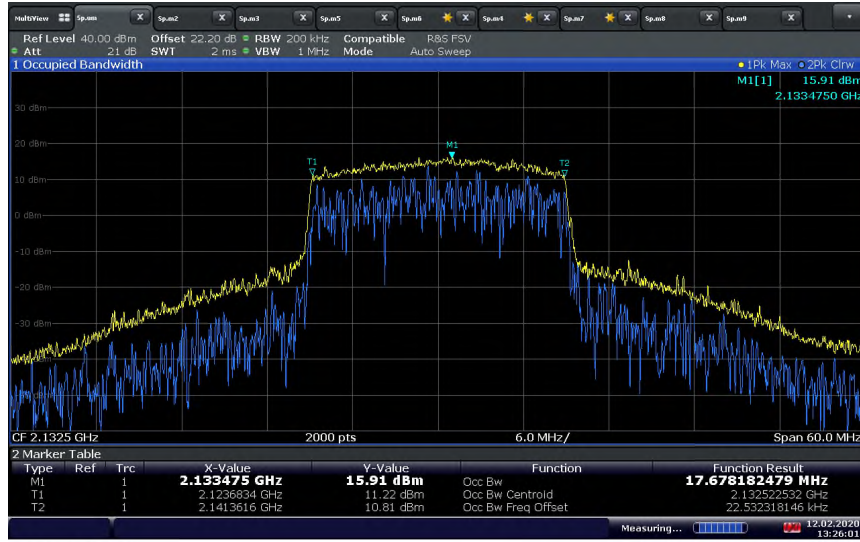 MultiView Sp.um X Sp.m2 X Sp.m3 X Sp.m5 X Sp.m6 X Sp.m4 X Sp.m7 X Sp.m8 X Sp.m9 X
Ref Level 40.00 dBm Offset 22.20 dB RBW 200 kHz Compatible R&S FSV
Att 21 dB SWT 2 ms VBW 1 MHz Mode Auto Sweep
1 Occupied Bandwidth 1Pk Max 2Pk Clrw
M1[1] 15.91 dBm
2.1334750 GHz
30 dBm
20 dBm
M1
T1
T2
10 dBm
0 dBm
-10 dBm
-20 dBm
-30 dBm
CF 2.1325 GHz 2000 pts 6.0 MHz/ Span 60.0 MHz
2 Marker Table
Type Ref Trc X-Value Y-Value Function Function Result
M1 1 2.133475 GHz 15.91 dBm Occ Bw 17.678182479 MHz
T1 1 2.1236834 GHz 11.22 dBm Occ Bw Centroid 2.132522532 GHz
T2 1 2.1413616 GHz 10.81 dBm Occ Bw Freq Offset 22.532318146 kHz
Measuring... 12.02.2020
13:26:01